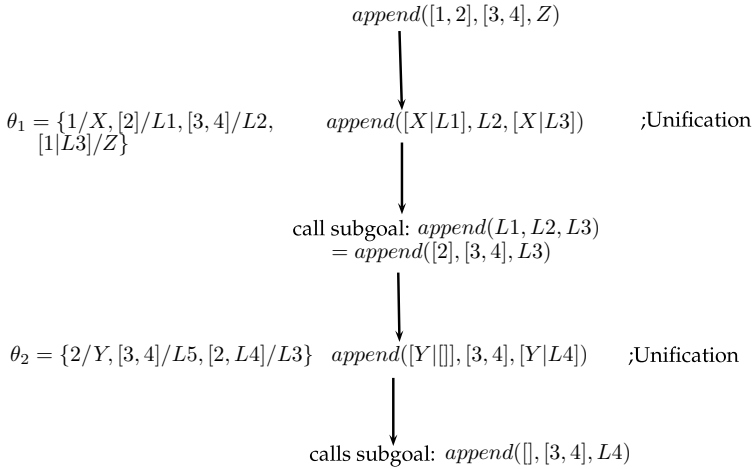 append([1, 2], [3, 4], Z)
θ₁ = {1/X, [2]/L1, [3, 4]/L2, append([X|L1], L2, [X|L3]) ;Unification
[1|L3]/Z}
call subgoal: append(L1, L2, L3)
= append([2], [3, 4], L3)
θ₂ = {2/Y, [3, 4]/L5, [2, L4]/L3} append([Y|[]], [3, 4], [Y|L4]) ;Unification
calls subgoal: append([], [3, 4], L4)